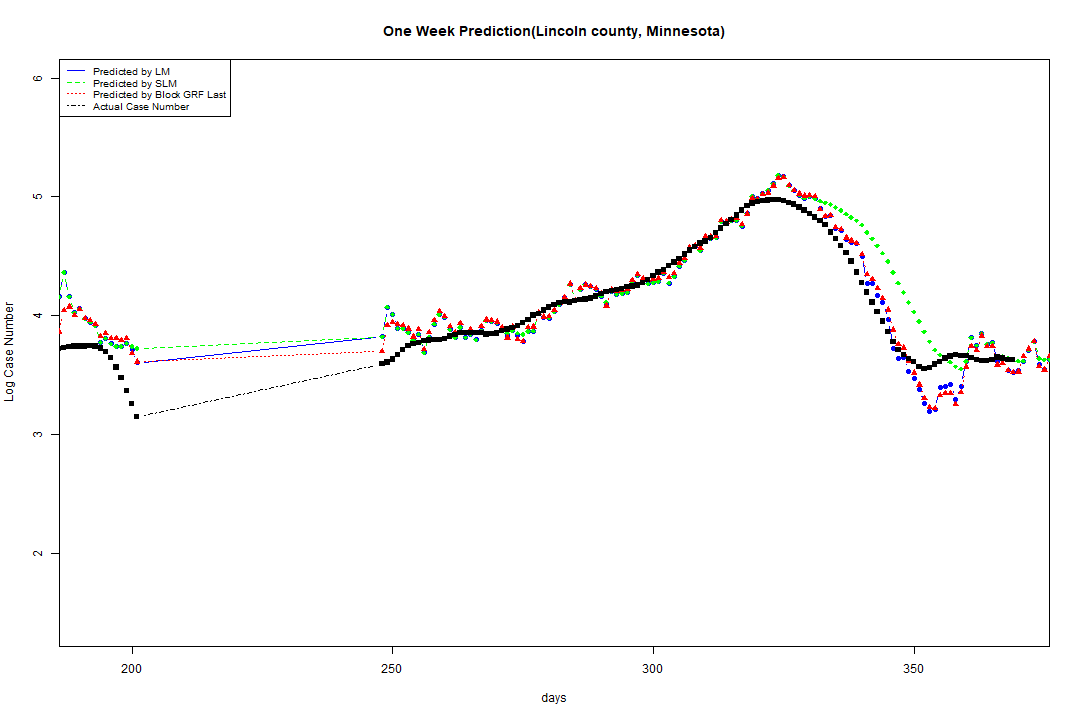 One Week Prediction(Lincoln county, Minnesota)
Predicted by LM
Predicted by SLM
Predicted by Block GRF Last
Actual Case Number
6
5
4
3
2
Log Case Number
200
250
300
350
days